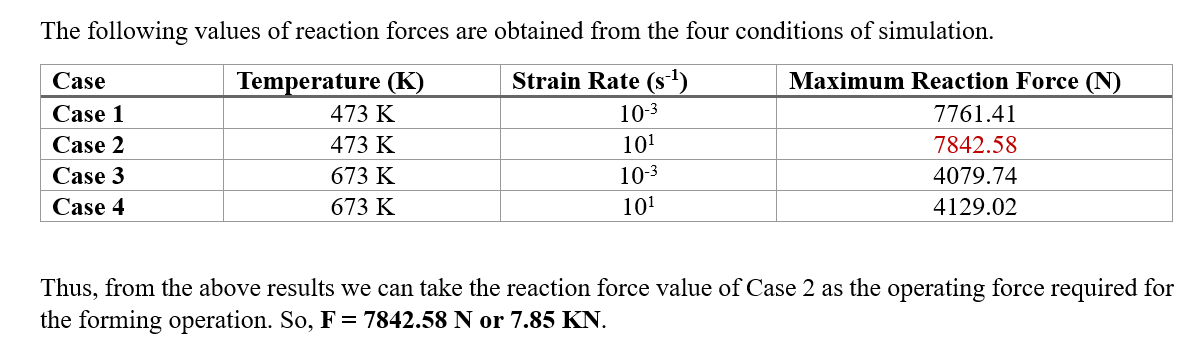 The following values of reaction forces are obtained from the four conditions of simulation.
Case Temperature (K) Strain Rate (s⁻¹) Maximum Reaction Force (N)
Case 1 473 K 10⁻³ 7761.41
Case 2 473 K 10¹ 7842.58
Case 3 673 K 10⁻³ 4079.74
Case 4 673 K 10¹ 4129.02
Thus, from the above results we can take the reaction force value of Case 2 as the operating force required for
the forming operation. So, F = 7842.58 N or 7.85 KN.